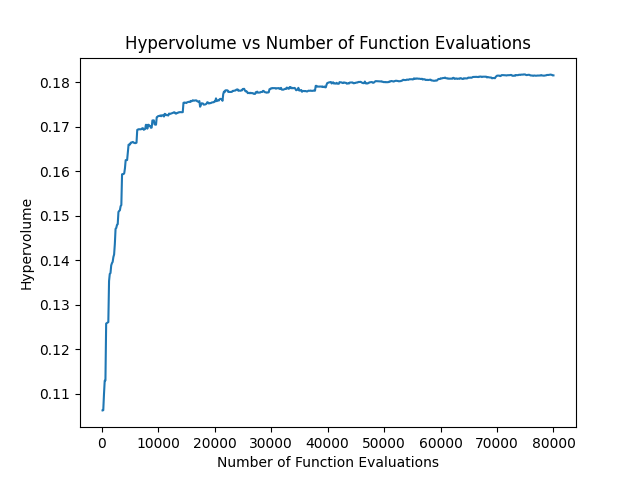 Hypervolume vs Number of Function Evaluations
Hypervolume
0.18
0.17
0.16
0.15
0.14
0.13
0.12
0.11
0 10000 20000 30000 40000 50000 60000 70000 80000
Number of Function Evaluations